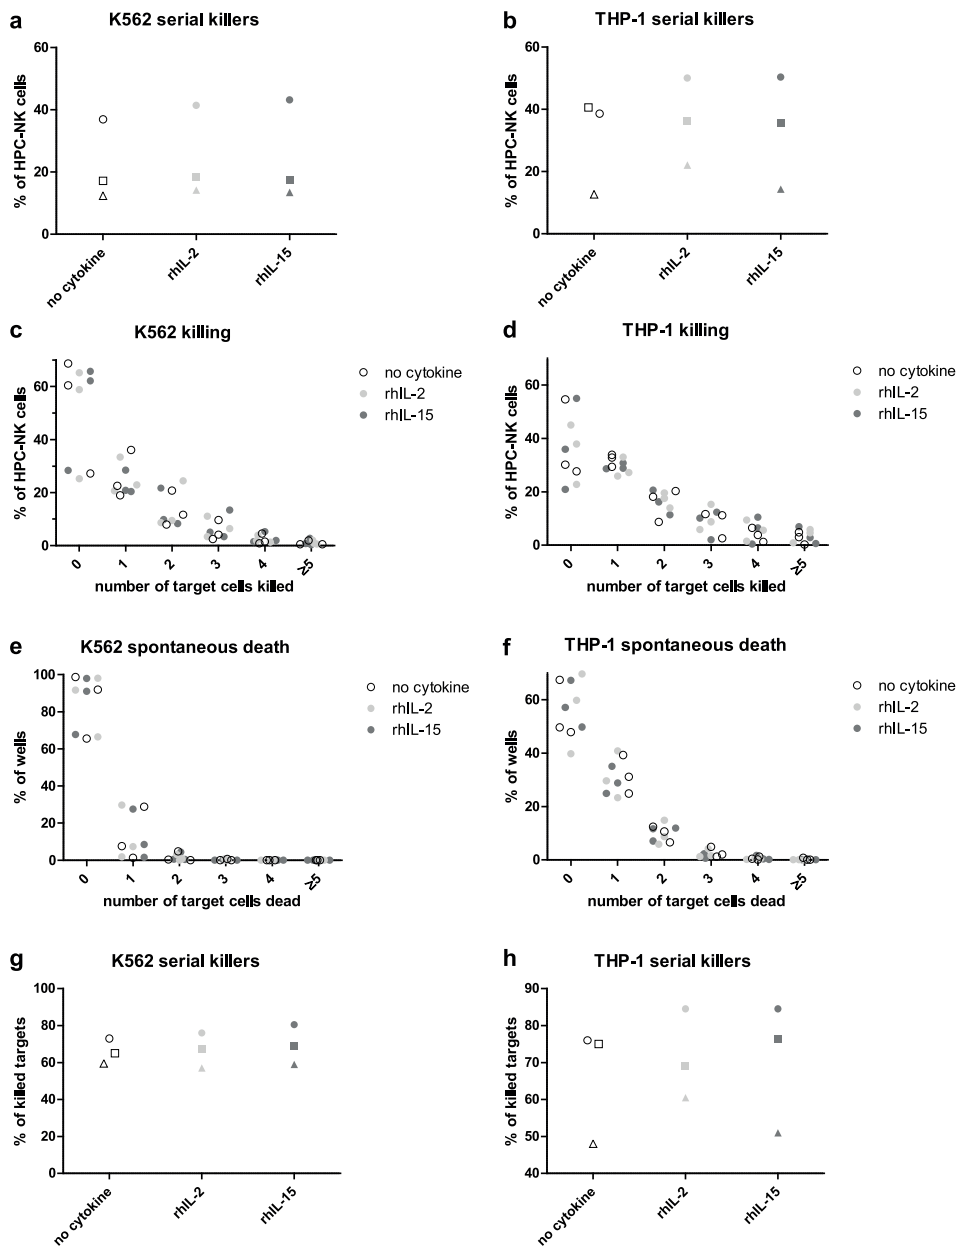 a
K562 serial killers
% of HPC-NK cells
60
40
20
0
no cytokine
rhIL-2
rhIL-15
b
THP-1 serial killers
% of HPC-NK cells
60
40
20
0
no cytokine
rhIL-2
rhIL-15
c
K562 killing
% of HPC-NK cells
60
40
20
0
0
1
2
3
4
≥5
number of target cells killed
no cytokine
rhIL-2
rhIL-15
d
THP-1 killing
% of HPC-NK cells
60
40
20
0
0
1
2
3
4
≥5
number of target cells killed
no cytokine
rhIL-2
rhIL-15
e
K562 spontaneous death
% of wells
100
80
60
40
20
0
0
1
2
3
4
≥5
number of target cells dead
no cytokine
rhIL-2
rhIL-15
f
THP-1 spontaneous death
% of wells
60
40
20
0
0
1
2
3
4
≥5
number of target cells dead
no cytokine
rhIL-2
rhIL-15
g
K562 serial killers
% of killed targets
100
80
60
40
20
0
no cytokine
rhIL-2
rhIL-15
h
THP-1 serial killers
% of killed targets
90
80
70
60
50
40
no cytokine
rhIL-2
rhIL-15